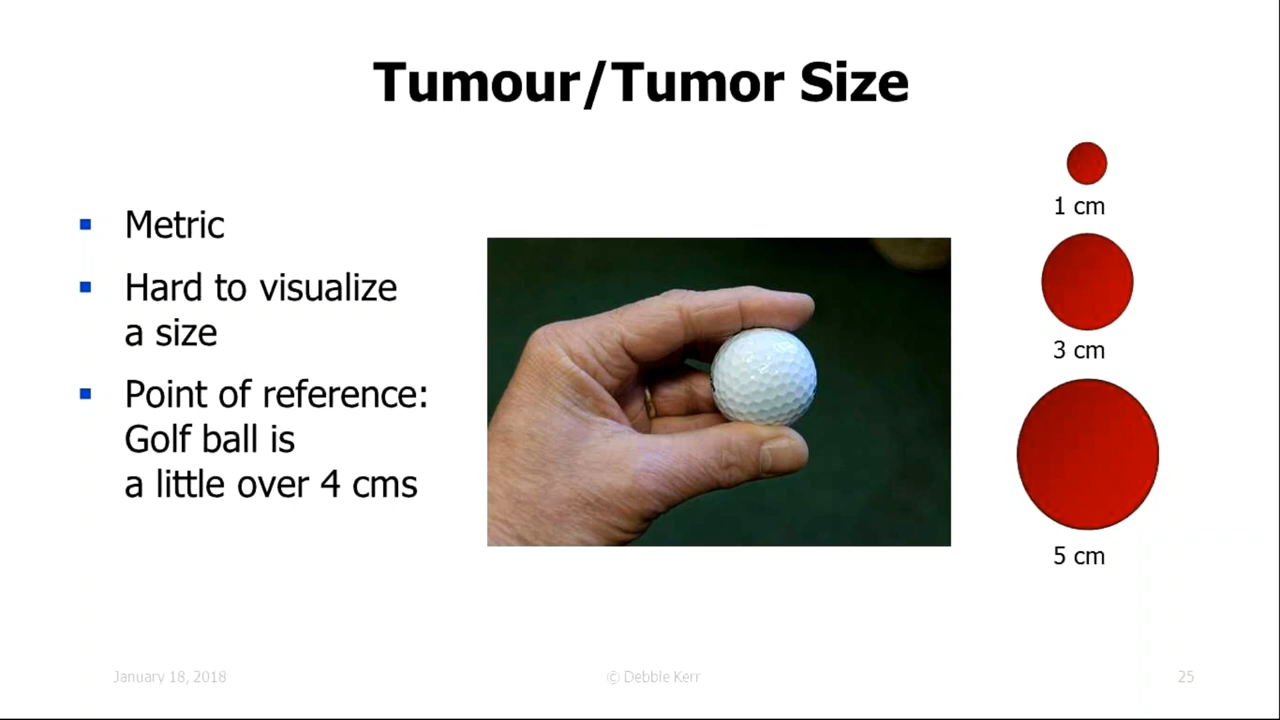 Tumour/Tumor Size
▪ Metric
▪ Hard to visualize
a size
▪ Point of reference:
Golf ball is
a little over 4 cms
1 cm
3 cm
5 cm
January 18, 2018
© Debbie Kerr
25